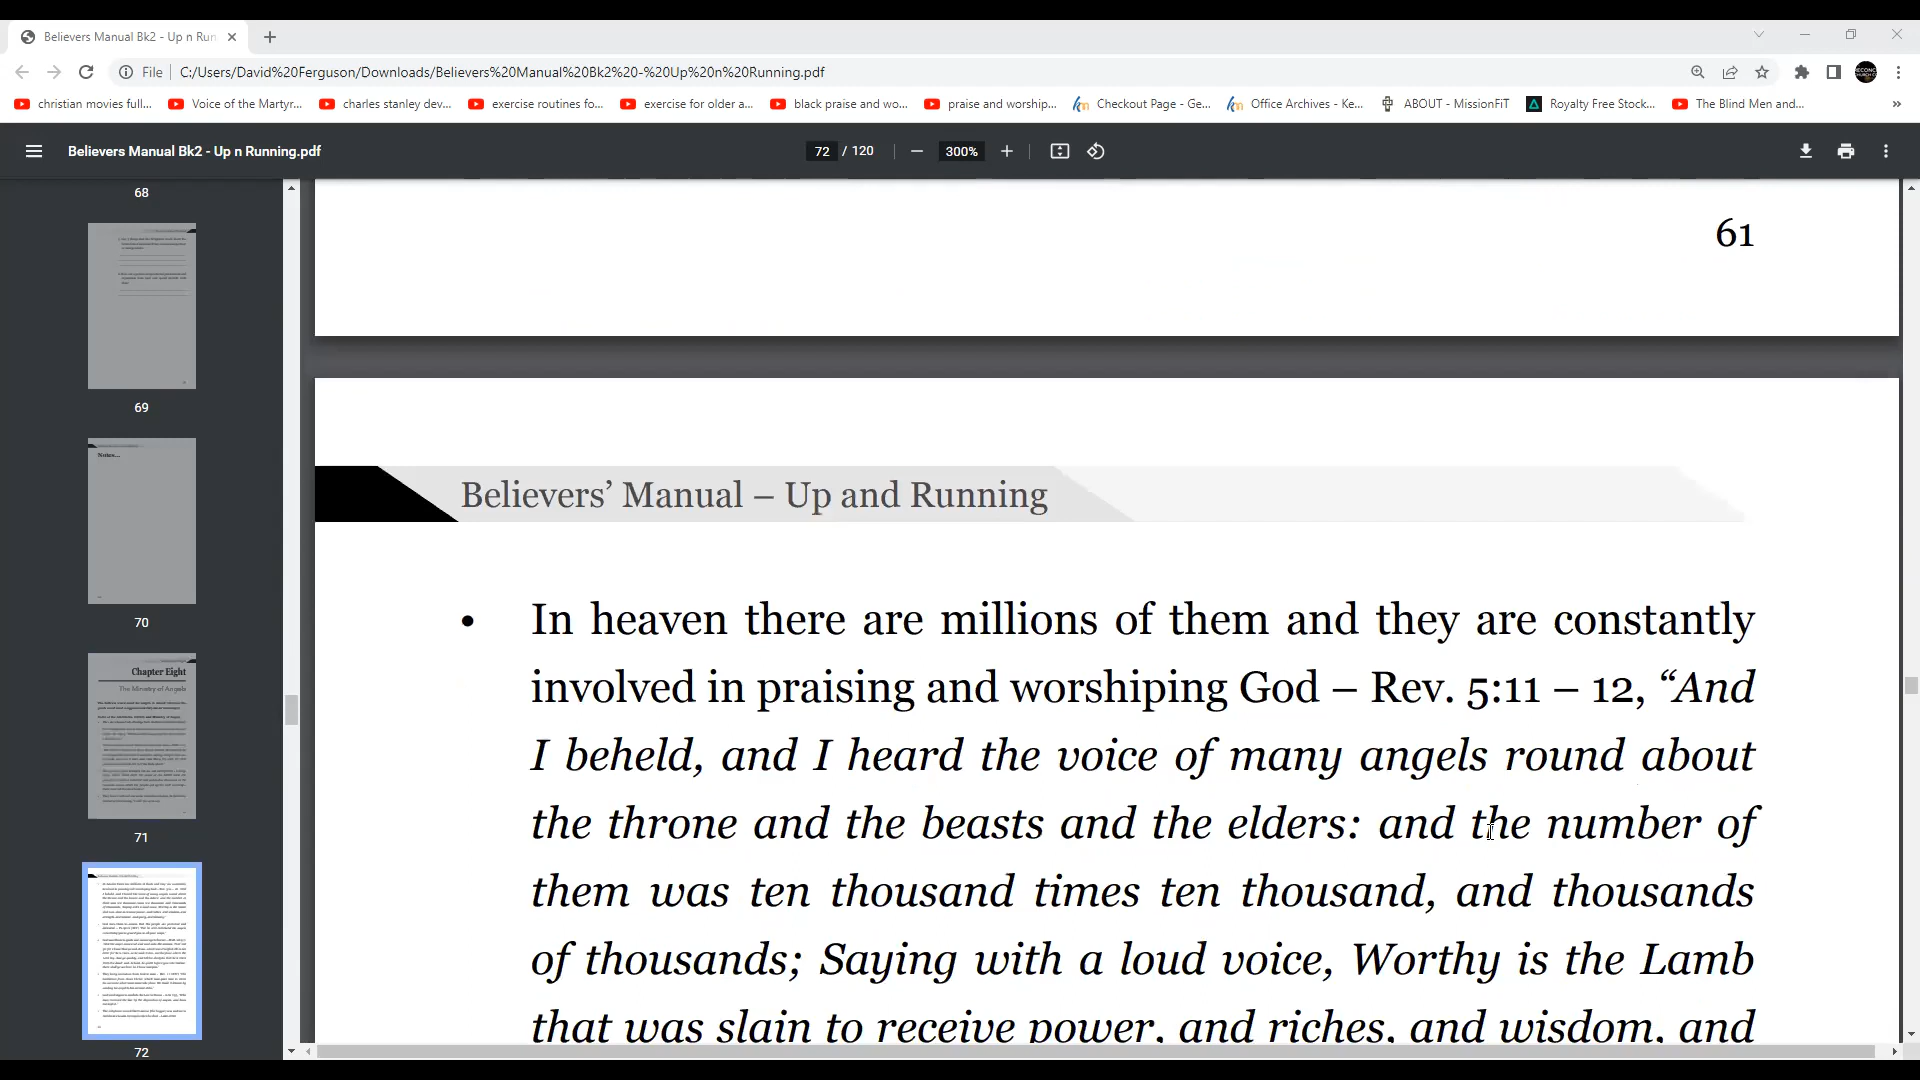 Believers Manual Bk2 - Up n Run
File
C:/Users/David%20Ferguson/Downloads/Believers%20Manual%20Bk2%20-%20Up%20n%20Running.pdf
christian movies full... Voice of the Martyr... charles stanley dev... exercise routines fo... exercise for older a... black praise and wo... praise and worship... Checkout Page - Ge... Office Archives - Ke... ABOUT - MissionFiT Royalty Free Stock... The Blind Men and... »
Believers Manual Bk2 - Up n Running.pdf
72 / 120
300%
68
69
Notes...
70
Chapter Eight
The Ministry of Angels
71
72
61
Believers’ Manual – Up and Running
• In heaven there are millions of them and they are constantly
involved in praising and worshiping God – Rev. 5:11 – 12, “And
I beheld, and I heard the voice of many angels round about
the throne and the beasts and the elders: and the number of
them was ten thousand times ten thousand, and thousands
of thousands; Saying with a loud voice, Worthy is the Lamb
that was slain to receive power, and riches, and wisdom, and